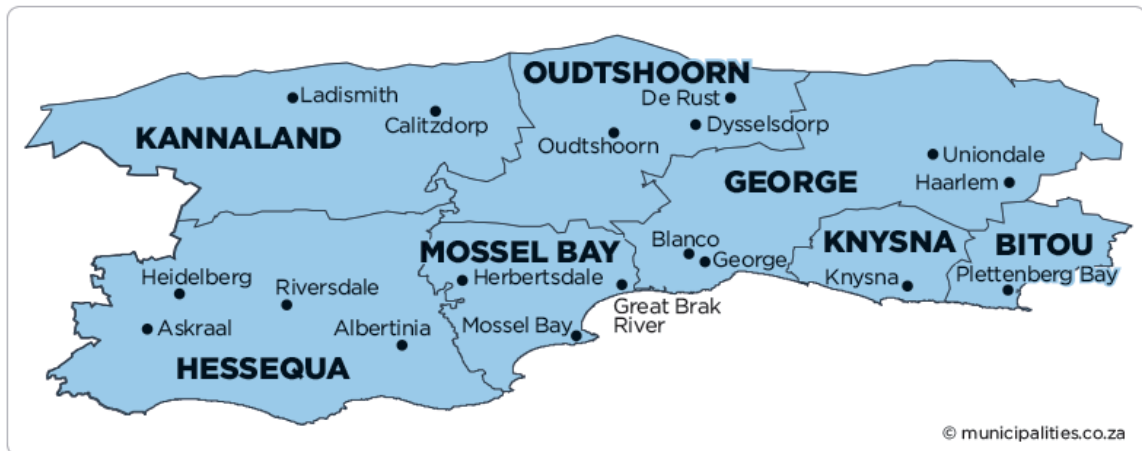 OUDTSHOORN
De Rust
Ladismith
Calitzdorp
Dysselsdorp
KANNALAND
Oudtshoorn
Uniondale
GEORGE
Haarlem
Blanco
KNYSNA
BITOU
MOSSEL BAY
George
Heidelberg
Herbertsdale
Knysna
Plettenberg Bay
Riversdale
Great Brak
River
Askraal
Albertinia
Mossel Bay
HESSEQUA
© municipalities.co.za